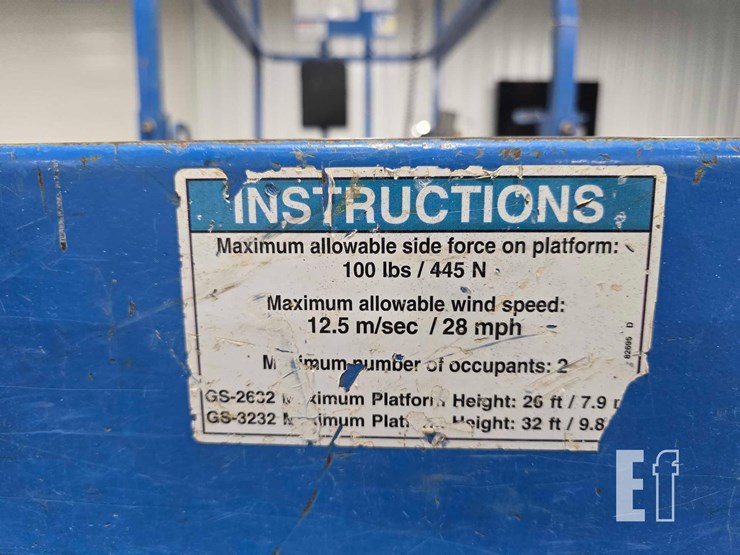 INSTRUCTIONS
Maximum allowable side force on platform:
100 lbs / 445 N
Maximum allowable wind speed:
12.5 m/sec / 28 mph
number of occupants: 2
GS-2632 Platform Height: 26 ft / 7.9
GS-3232 Height: 32 ft / 9.8
82695 D
Ef